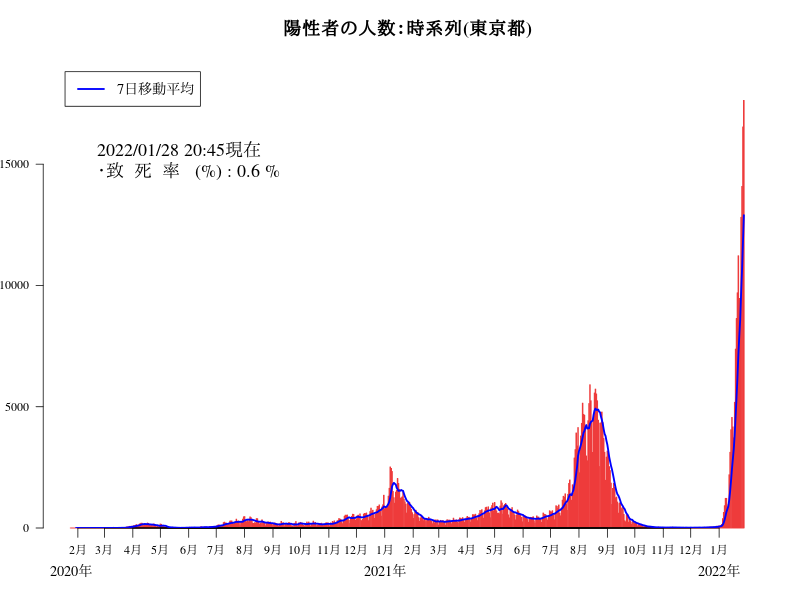 陽性者の人数:時系列(東京都)
7日移動平均
2022/01/28 20:45現在
・致 死 率 (%) : 0.6 %
15000
10000
5000
0
2月 3月 4月 5月 6月 7月 8月 9月 10月 11月 12月 1月 2月 3月 4月 5月 6月 7月 8月 9月 10月 11月 12月 1月
2020年 2021年 2022年